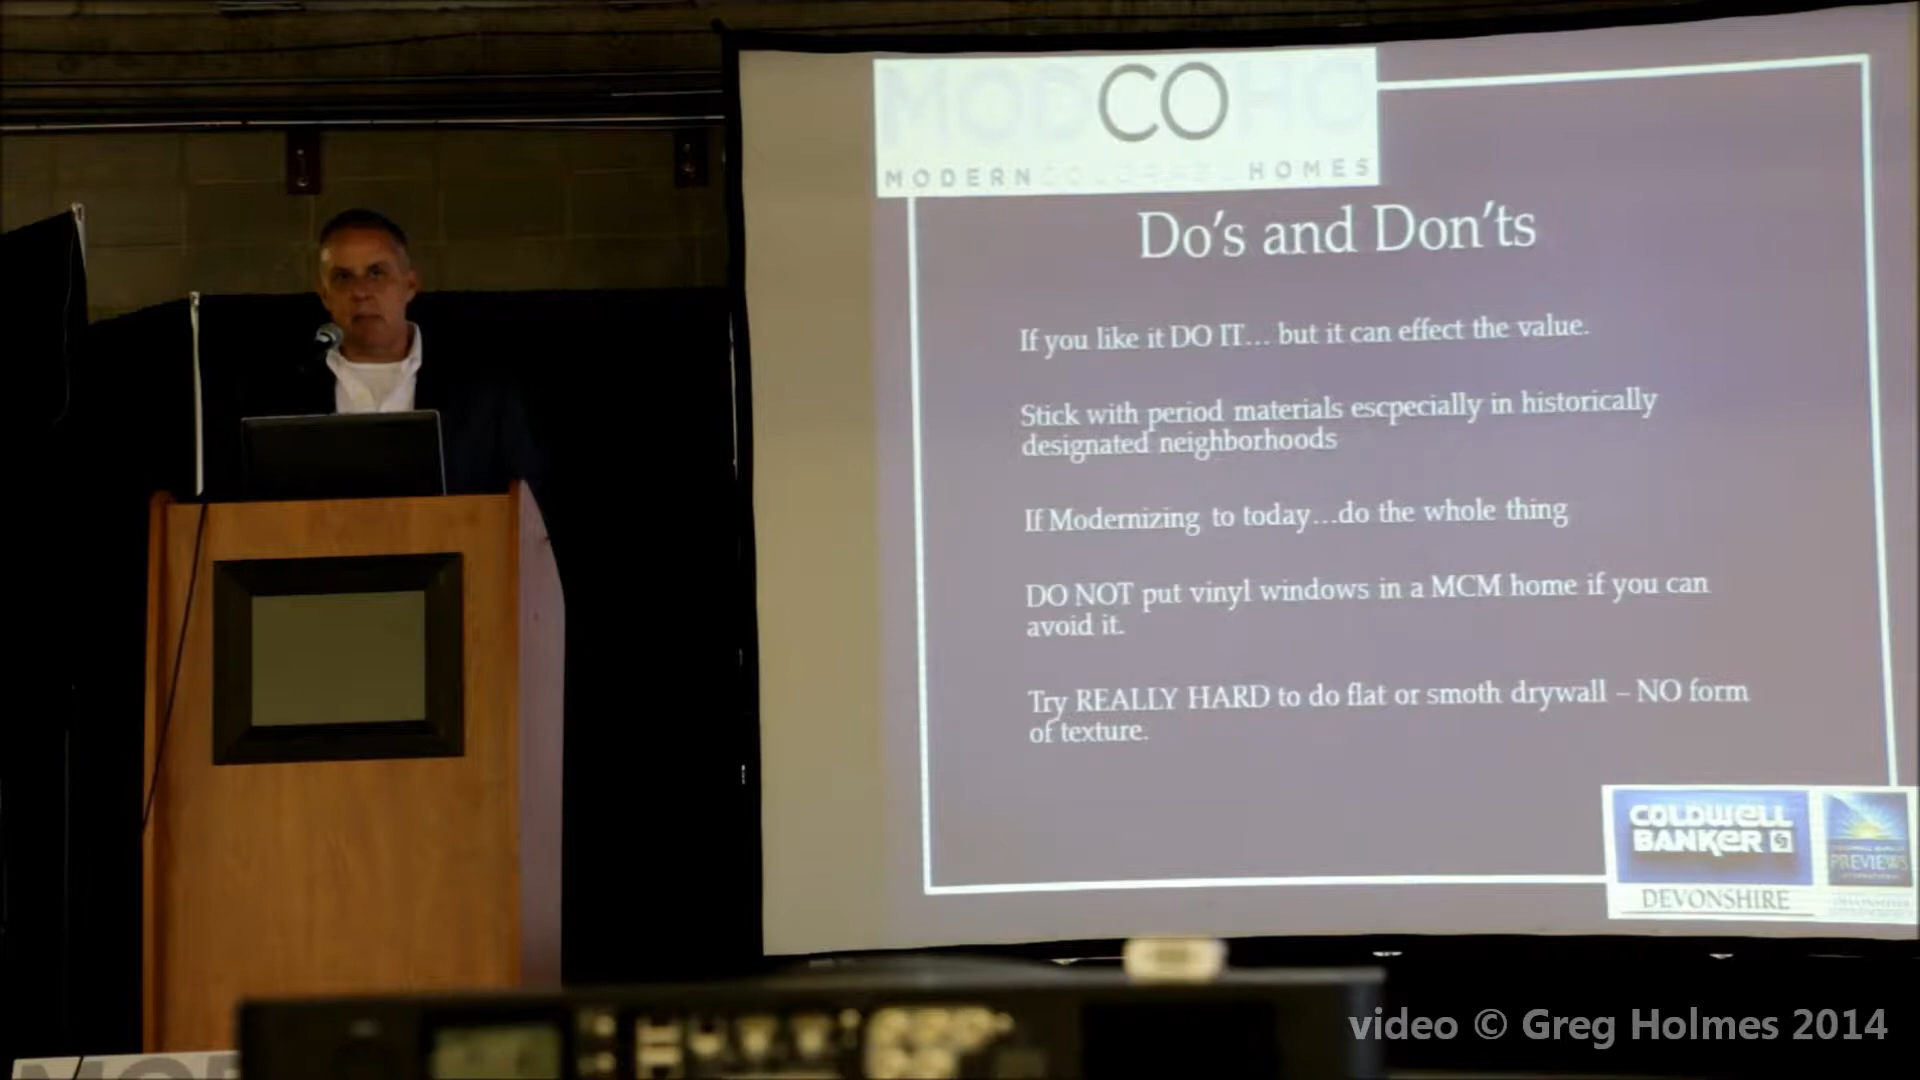 MODCOHO
MODERN COLORADO HOMES
Do's and Don'ts
If you like it DO IT... but it can effect the value.
Stick with period materials escpecially in historically
designated neighborhoods
If Modernizing to today...do the whole thing
DO NOT put vinyl windows in a MCM home if you can
avoid it.
Try REALLY HARD to do flat or smoth drywall – NO form
of texture.
COLDWELL
BANKER
DEVONSHIRE
PREVIEWS
video © Greg Holmes 2014